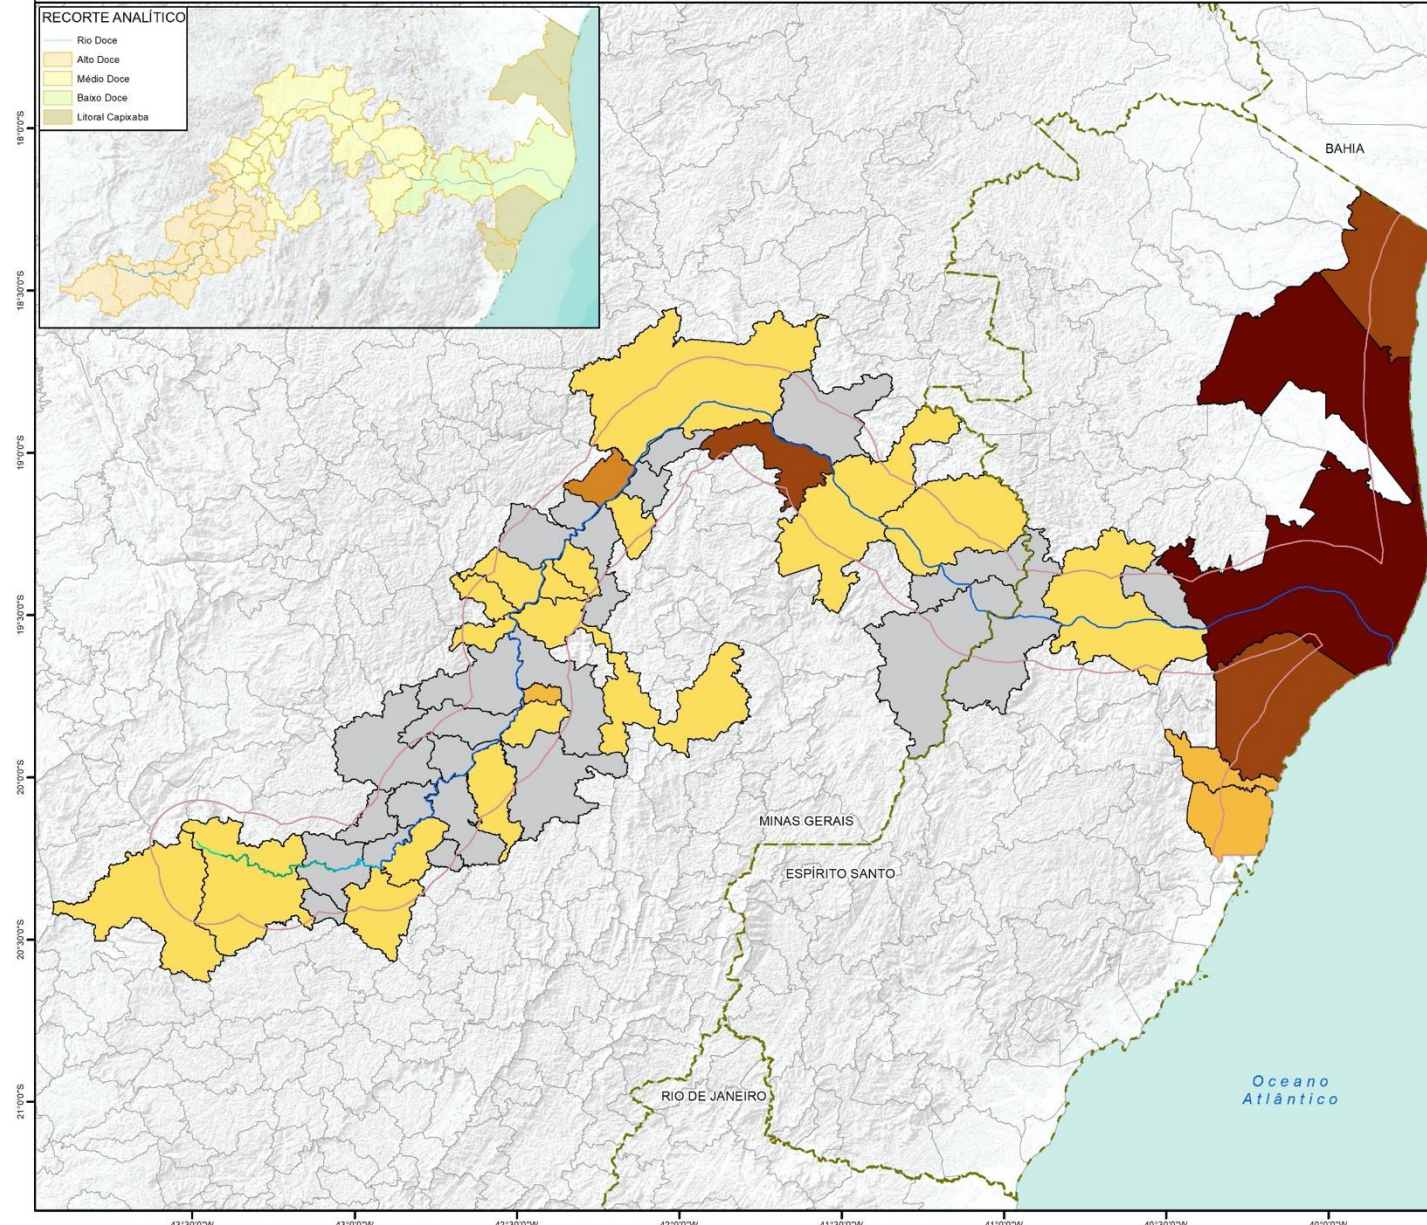 RECORTE ANALÍTICO
Rio Doce
Alto Doce
Médio Doce
Baixo Doce
Litoral Capixaba
18°0'0"S
BAHIA
18°30'0"S
19°0'0"S
19°30'0"S
20°0'0"S
MINAS GERAIS
ESPÍRITO SANTO
20°30'0"S
RIO DE JANEIRO
Oceano
Atlântico
21°0'0"S